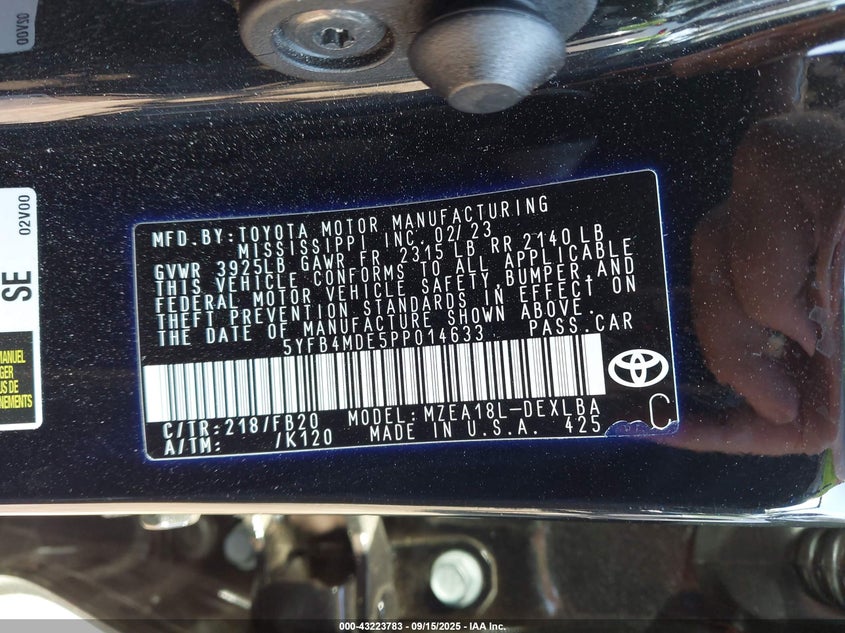 00V20
02V00
SE
MANUEL
MFD.BY:TOYOTA MOTOR MANUFACTURING
MISSISSIPPI INC. 02/23
GVWR 3925LB GAWR FR 2315 LB RR 2140 LB
THIS VEHICLE CONFORMS TO ALL APPLICABLE
FEDERAL MOTOR VEHICLE SAFETY,BUMPER,AND
THEFT PREVENTION STANDARDS IN EFFECT ON
THE DATE OF MANUFACTURE SHOWN ABOVE.
5YFB4MDE5PP014633 PASS.CAR
C/TR:218/FB20 MODEL:MZEA18L-DEXLBA
A/TM: /K120 MADE IN U.S.A. 425
C
000-43223783 - 09/15/2025 - IAA Inc.